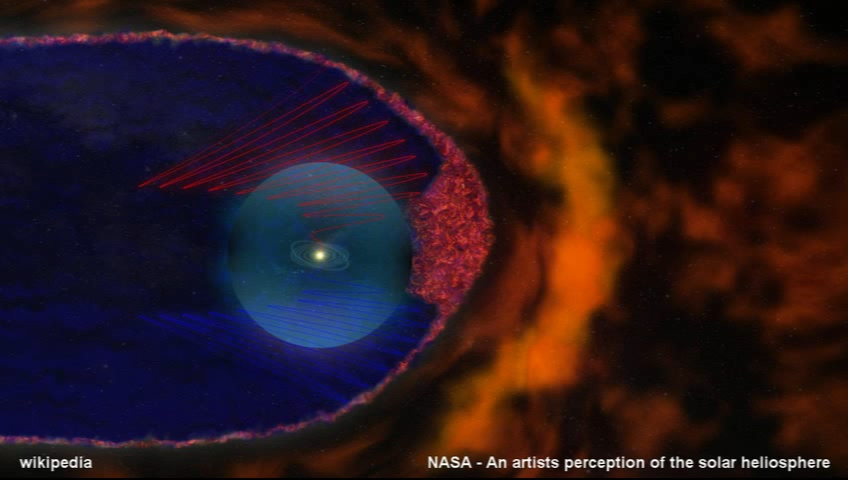 wikipedia
NASA - An artists perception of the solar heliosphere